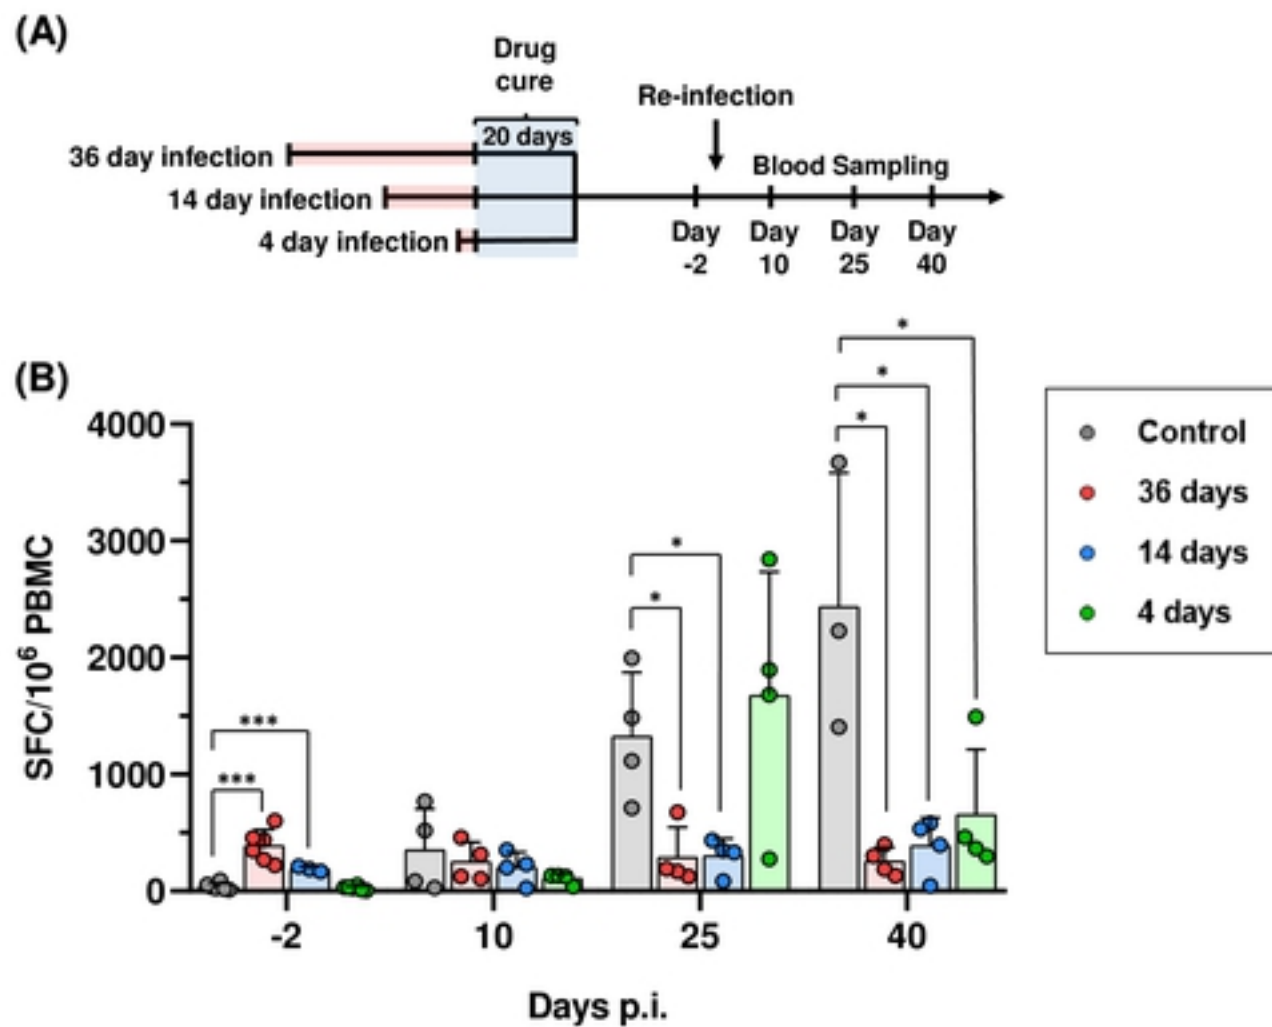 (A)
Drug
cure
20 days
Re-infection
36 day infection
Blood Sampling
14 day infection
4 day infection
Day
-2
Day
10
Day
25
Day
40
(B)
SFC/10⁶ PBMC
4000
3000
2000
1000
0
***
***
*
*
*
*
*
-2
10
25
40
Days p.i.
Control
36 days
14 days
4 days